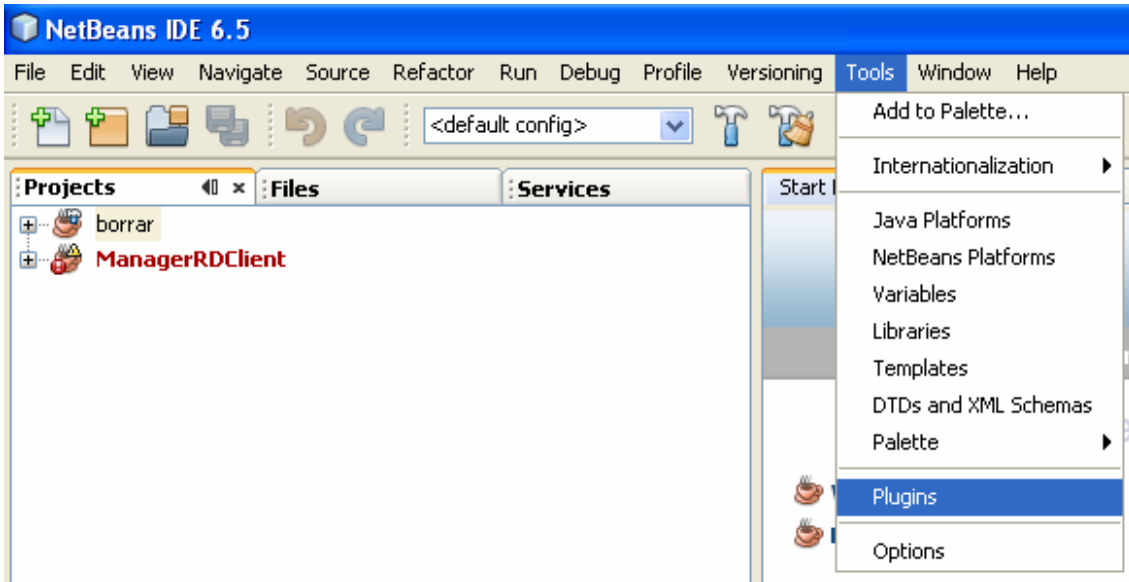 NetBeans IDE 6.5
File Edit View Navigate Source Refactor Run Debug Profile Versioning Tools Window Help
<default config>
Projects Files Services
borrar
ManagerRDClient
Start
Add to Palette...
Internationalization
Java Platforms
NetBeans Platforms
Variables
Libraries
Templates
DTDs and XML Schemas
Palette
Plugins
Options